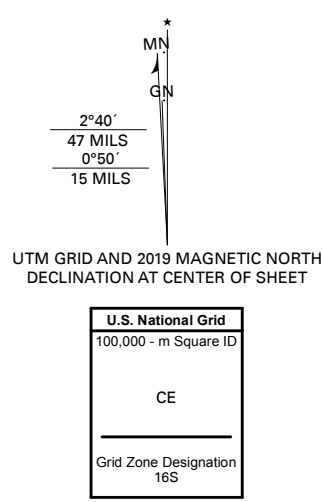 ★
MN
GN
2°40´
47 MILS
0°50´
15 MILS
UTM GRID AND 2019 MAGNETIC NORTH
DECLINATION AT CENTER OF SHEET
U.S. National Grid
100,000 - m Square ID
CE
Grid Zone Designation
16S